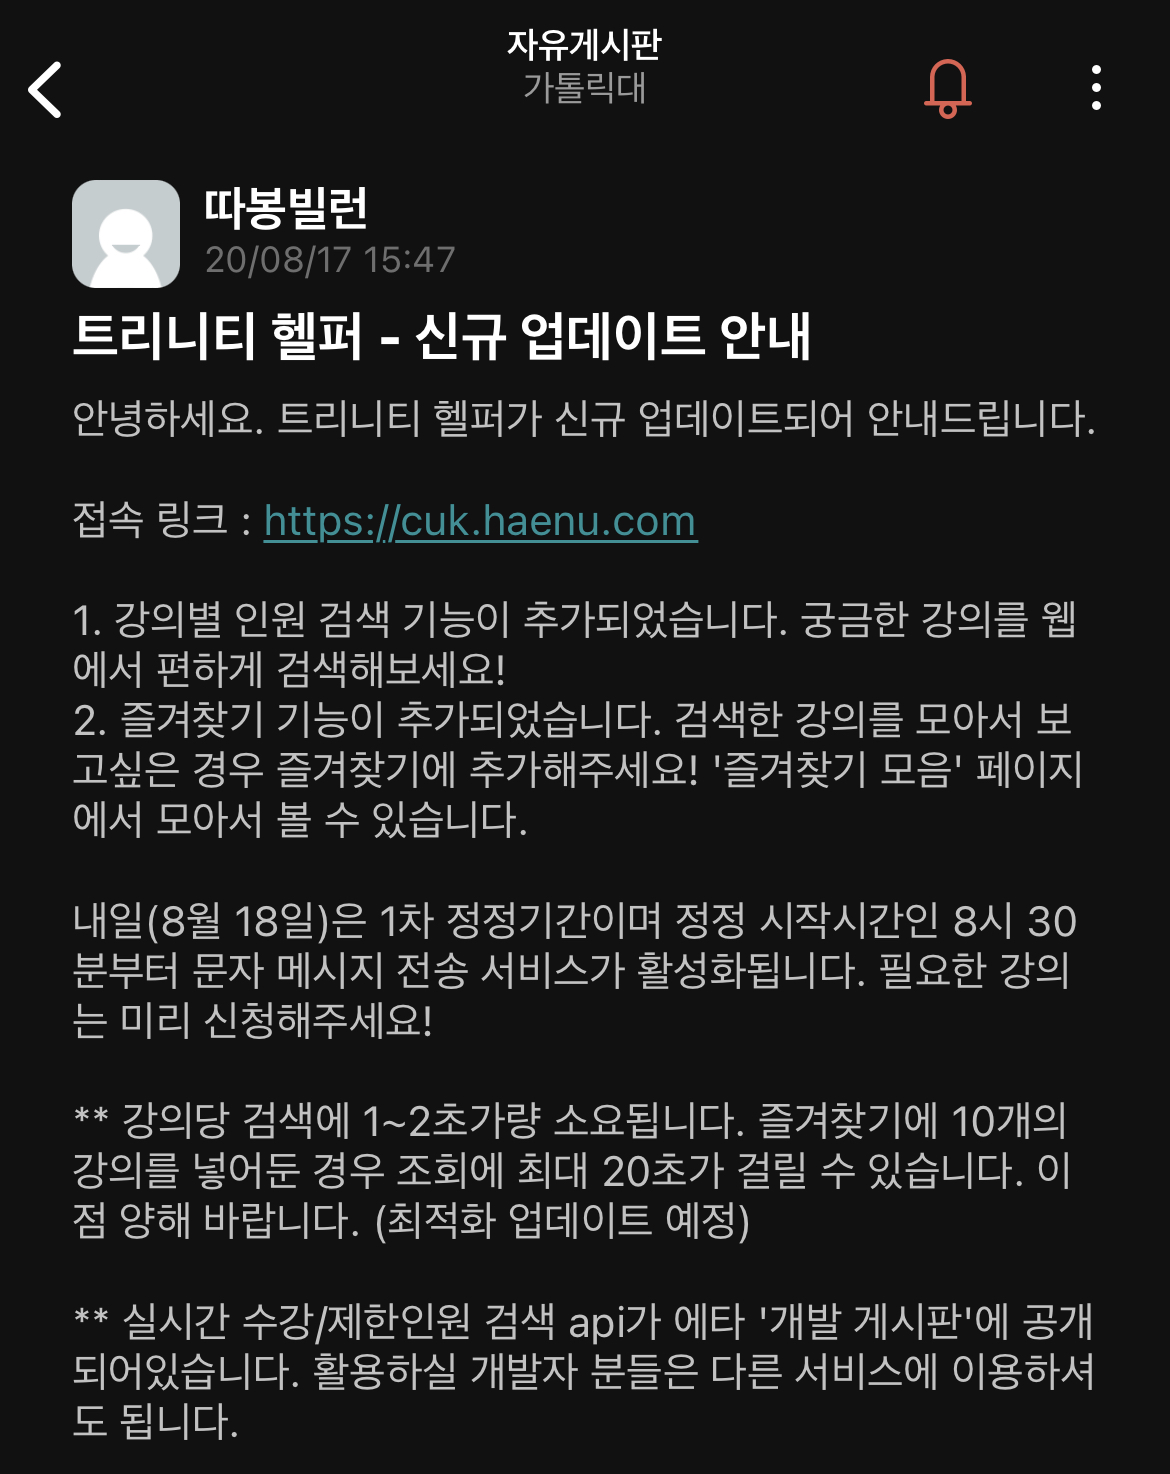 자유게시판
가톨릭대
따봉빌런
20/08/17 15:47
트리니티 헬퍼 - 신규 업데이트 안내
안녕하세요. 트리니티 헬퍼가 신규 업데이트되어 안내드립니다.
접속 링크 : https://cuk.haenu.com
1. 강의별 인원 검색 기능이 추가되었습니다. 궁금한 강의를 웹
에서 편하게 검색해보세요!
2. 즐겨찾기 기능이 추가되었습니다. 검색한 강의를 모아서 보
고싶은 경우 즐겨찾기에 추가해주세요! '즐겨찾기 모음' 페이지
에서 모아서 볼 수 있습니다.
내일(8월 18일)은 1차 정정기간이며 정정 시작시간인 8시 30
분부터 문자 메시지 전송 서비스가 활성화됩니다. 필요한 강의
는 미리 신청해주세요!
** 강의당 검색에 1~2초가량 소요됩니다. 즐겨찾기에 10개의
강의를 넣어둔 경우 조회에 최대 20초가 걸릴 수 있습니다. 이
점 양해 바랍니다. (최적화 업데이트 예정)
** 실시간 수강/제한인원 검색 api가 에타 '개발 게시판'에 공개
되어있습니다. 활용하실 개발자 분들은 다른 서비스에 이용하셔
도 됩니다.